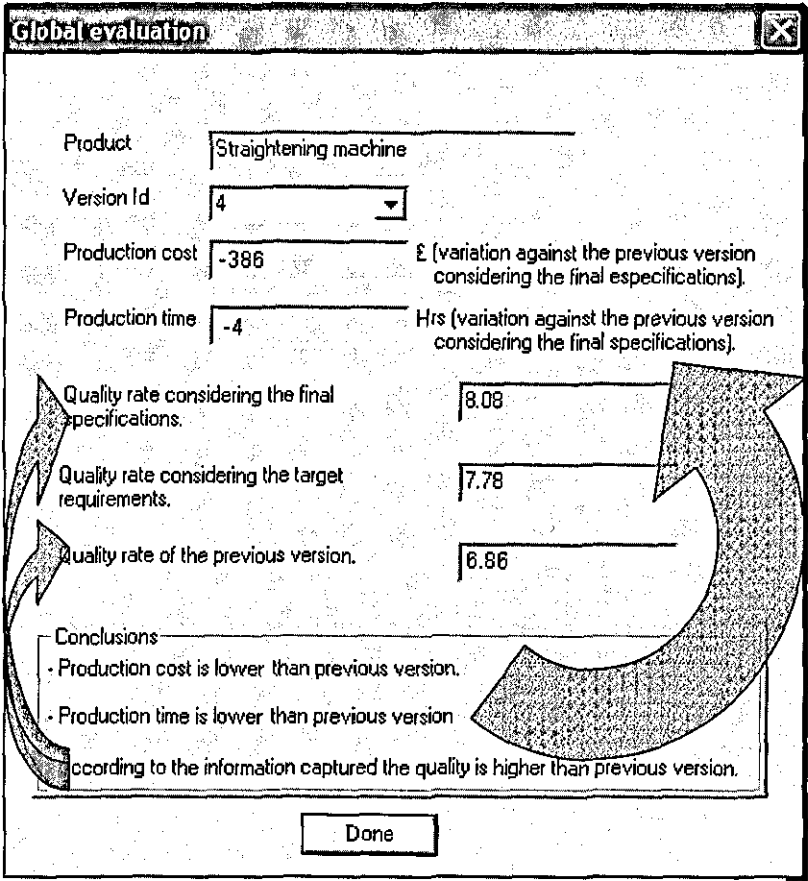 Global evaluation
Product
Straightening machine
Version Id
4
Production cost
-386
£ (variation against the previous version
considering the final especifications).
Production time
-4
Hrs (variation against the previous version
considering the final specifications).
Quality rate considering the final
specifications.
8.08
Quality rate considering the target
requirements.
7.78
Quality rate of the previous version.
6.86
Conclusions
- Production cost is lower than previous version.
- Production time is lower than previous version
ccording to the information captured the quality is higher than previous version.
Done